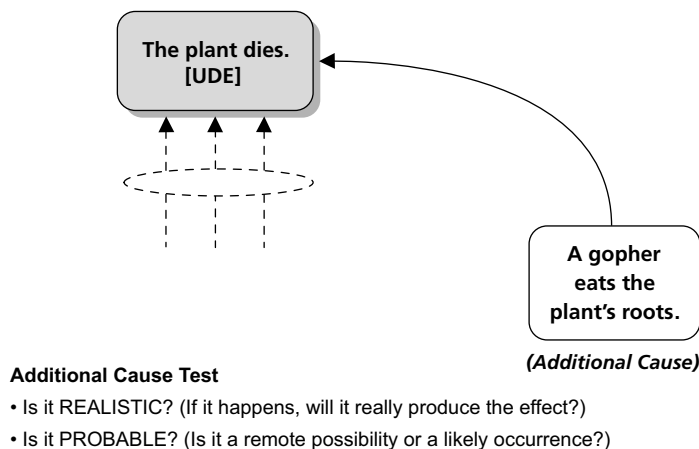 The plant dies.
[UDE]
A gopher
eats the
plant’s roots.
(Additional Cause)
Additional Cause Test
• Is it REALISTIC? (If it happens, will it really produce the effect?)
• Is it PROBABLE? (Is it a remote possibility or a likely occurrence?)